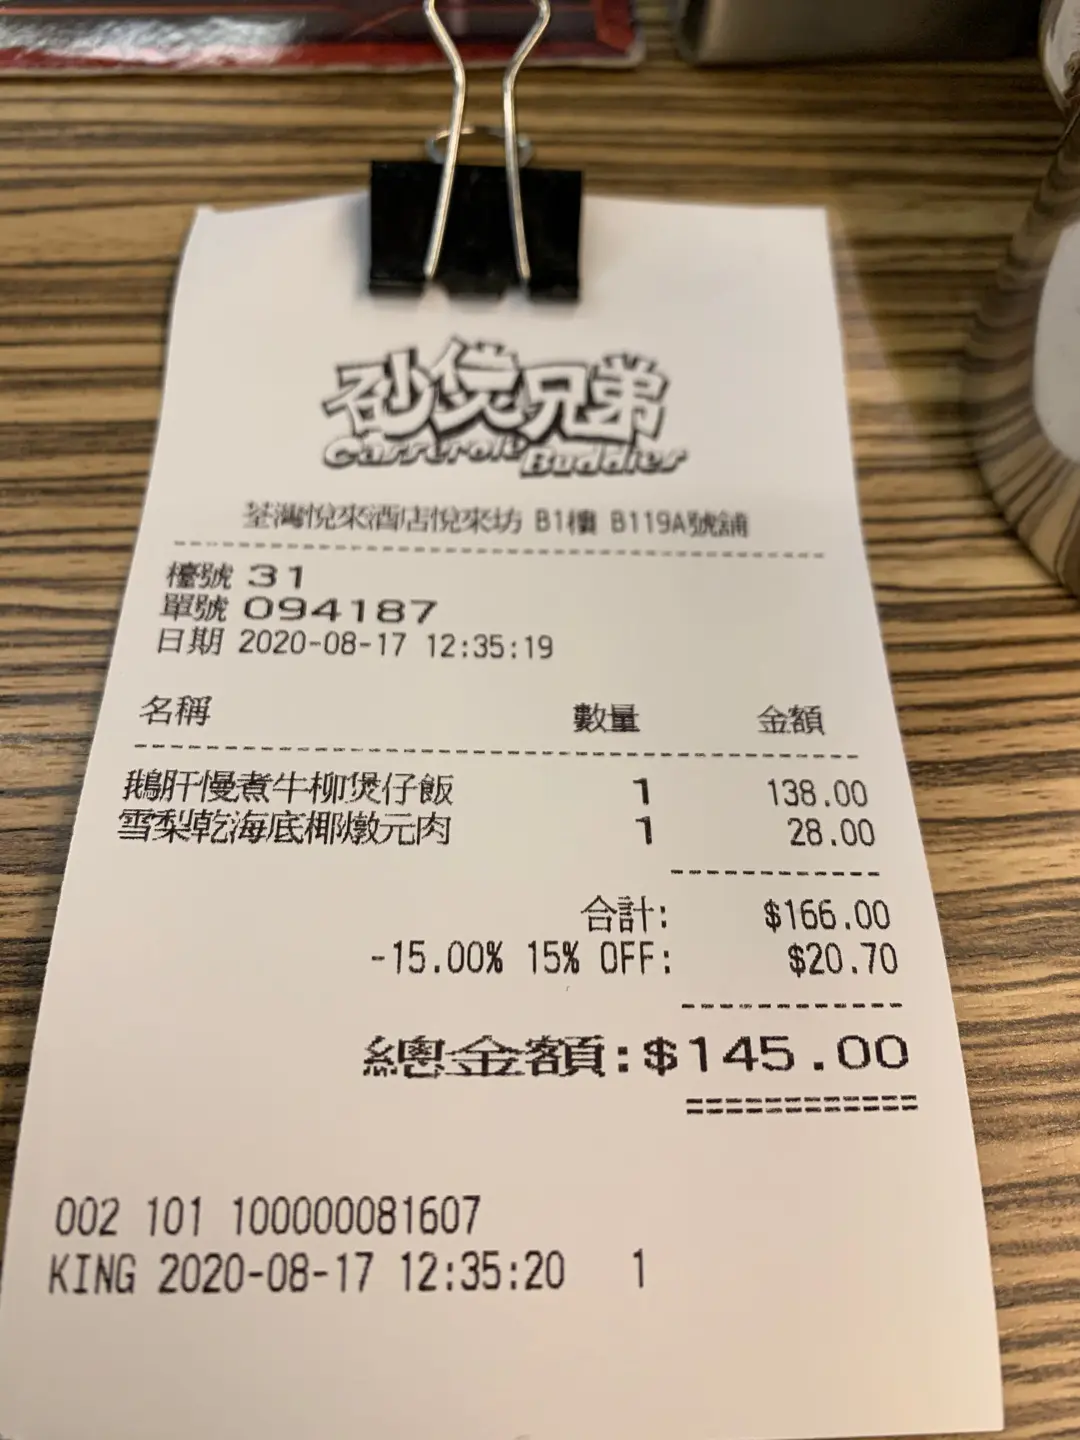 砂煲兄弟
Casserole Buddies
荃灣悅來酒店悅來坊 B1樓 B119A號舖
檯號 31
單號 094187
日期 2020-08-17 12:35:19
名稱 數量 金額
鵝肝慢煮牛柳煲仔飯 1 138.00
雪梨乾海底椰燉元肉 1 28.00
合計: $166.00
-15.00% 15% OFF: $20.70
總金額:$145.00
002 101 100000081607
KING 2020-08-17 12:35:20 1